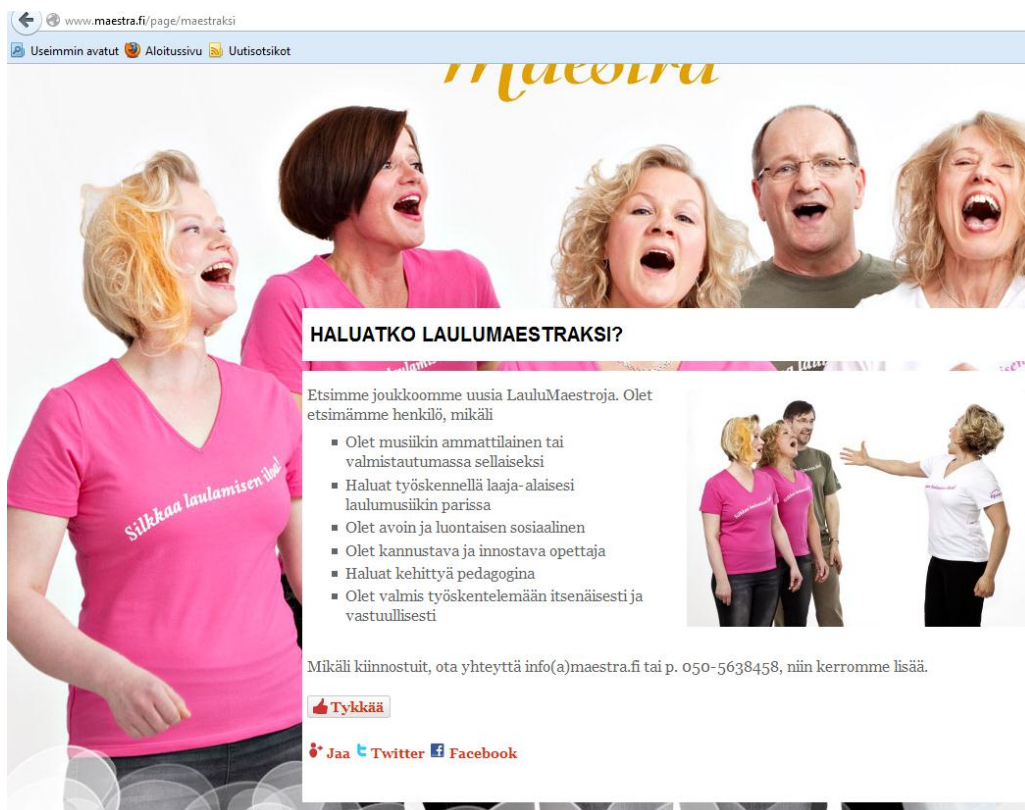 www.maestra.fi/page/maestraksi
Useimmin avatut Aloitussivu Uutisotsikot
Maestra
HALUATKO LAULUMAESTRAKSI?
Etsimme joukkoomme uusia LauluMaestroja. Olet
etsimämme henkilö, mikäli
Olet musiikin ammattilainen tai
valmistautumassa sellaiseksi
Haluat työskennellä laaja-alaisesi
laulumusiikin parissa
Olet avoin ja luontaisen sosiaalinen
Olet kannustava ja innostava opettaja
Haluat kehittyä pedagogina
Olet valmis työskentelemään itsenäisesti ja
vastuullisesti
Silkkaa laulamisen iloa!
Mikäli kiinnostuit, ota yhteyttä info(a)maestra.fi tai p. 050-5638458, niin kerromme lisää.
Tykkää
Jaa Twitter Facebook